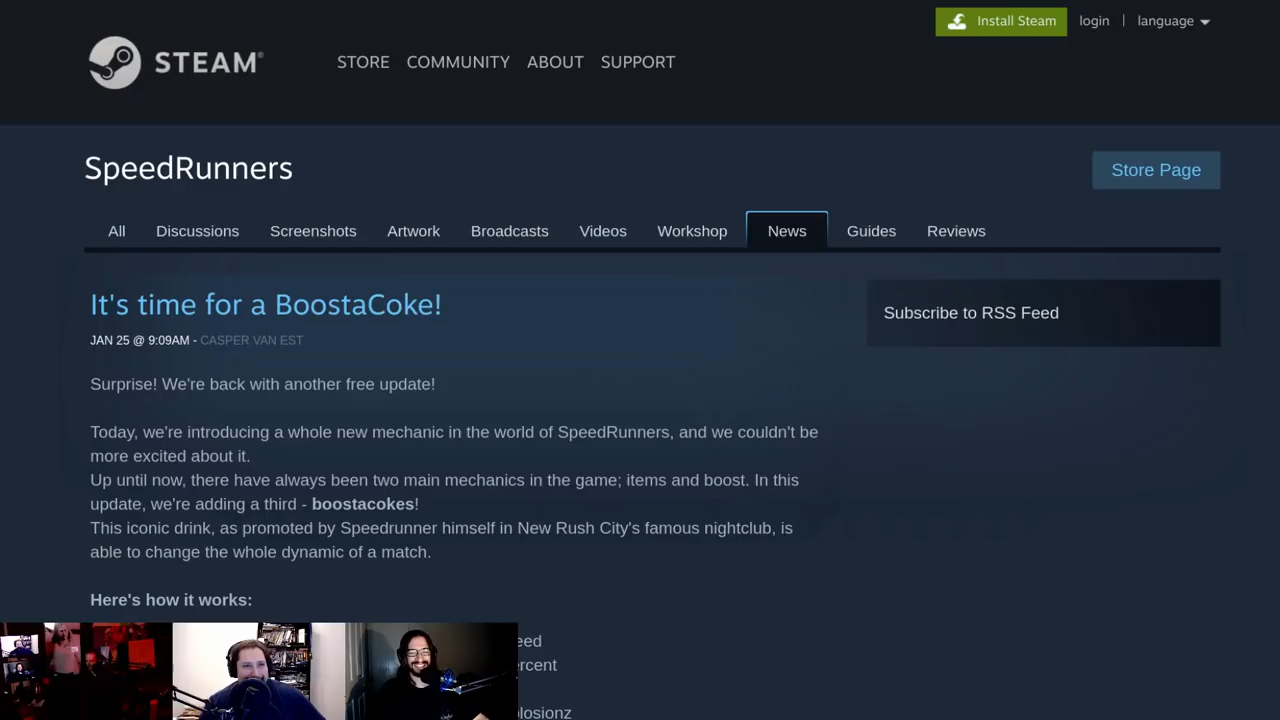 Install Steam
login
language
STEAM®
STORE
COMMUNITY
ABOUT
SUPPORT
SpeedRunners
Store Page
All
Discussions
Screenshots
Artwork
Broadcasts
Videos
Workshop
News
Guides
Reviews
It's time for a BoostaCoke!
JAN 25 @ 9:09AM - CASPER VAN EST
Subscribe to RSS Feed
Surprise! We're back with another free update!
Today, we're introducing a whole new mechanic in the world of SpeedRunners, and we couldn't be
more excited about it.
Up until now, there have always been two main mechanics in the game; items and boost. In this
update, we're adding a third - boostacokes!
This iconic drink, as promoted by Speedrunner himself in New Rush City's famous nightclub, is
able to change the whole dynamic of a match.
Here's how it works:
eed
ercent
plosionz